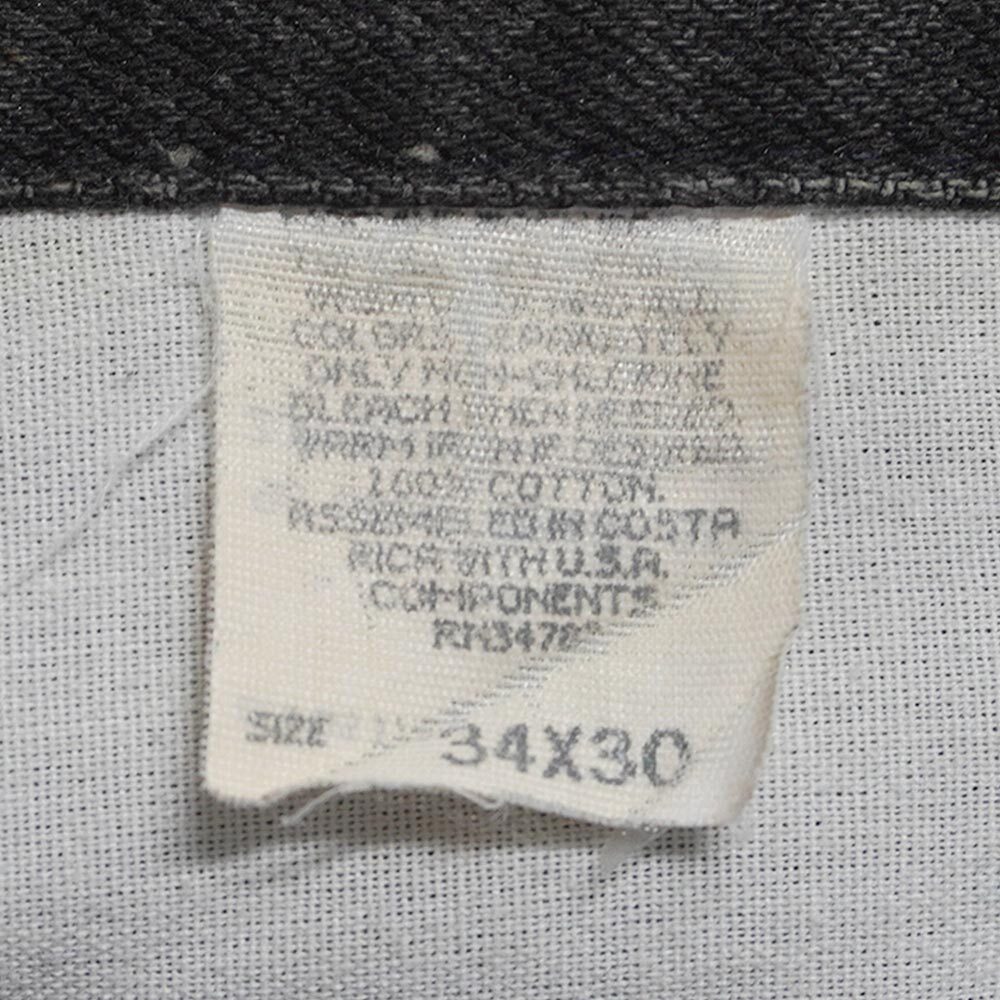 COLORS SEPARATELY
ONLY NON-CHLORINE
BLEACH WHEN NEEDED.
WARM IRON IF DESIRED
100% COTTON.
ASSEMBLED IN COSTA
RICA WITH U.S.A.
COMPONENTS
SIZE 34X30